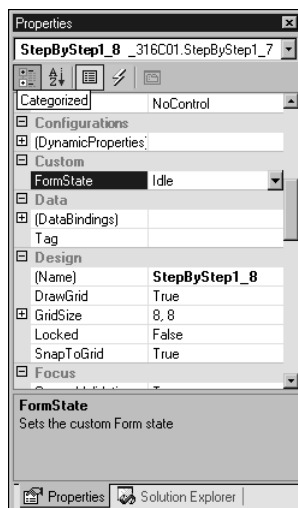 Properties
StepByStep1_8 _316C01.StepByStep1_7
Categorized
NoControl
Configurations
(DynamicProperties)
Custom
FormState Idle
Data
(DataBindings)
Tag
Design
(Name) StepByStep1_8
DrawGrid True
GridSize 8, 8
Locked False
SnapToGrid True
Focus
FormState
Sets the custom Form state
Properties Solution Explorer